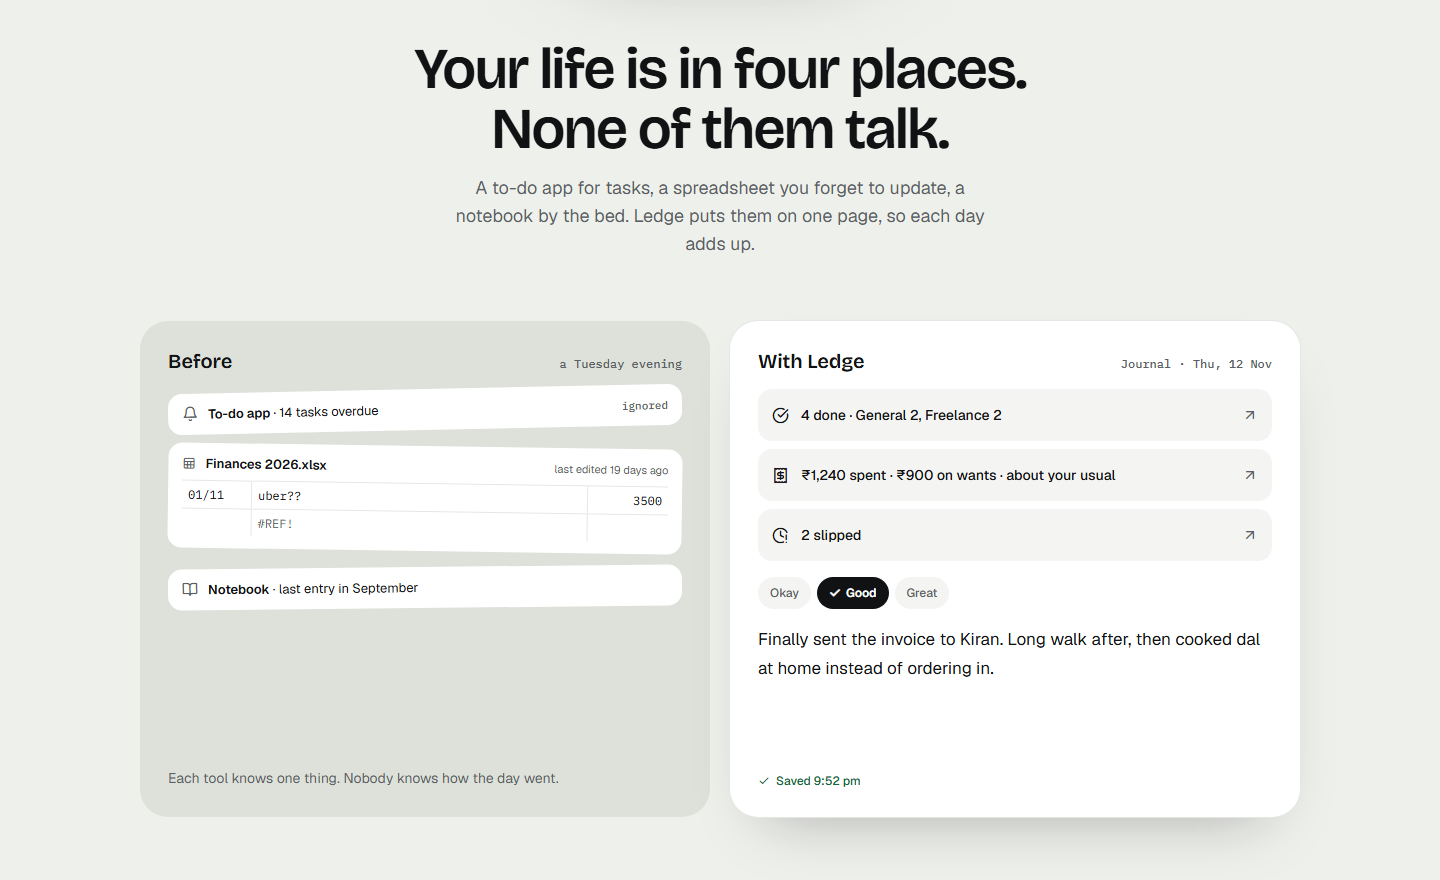 Your life is in four places.
None of them talk.
A to-do app for tasks, a spreadsheet you forget to update, a
notebook by the bed. Ledge puts them on one page, so each day
adds up.
Before
a Tuesday evening
To-do app · 14 tasks overdue
ignored
Finances 2026.xlsx
last edited 19 days ago
01/11 uber?? 3500
#REF!
Notebook · last entry in September
Each tool knows one thing. Nobody knows how the day went.
With Ledge
Journal · Thu, 12 Nov
4 done · General 2, Freelance 2
₹1,240 spent · ₹900 on wants · about your usual
2 slipped
Okay Good Great
Finally sent the invoice to Kiran. Long walk after, then cooked dal
at home instead of ordering in.
Saved 9:52 pm